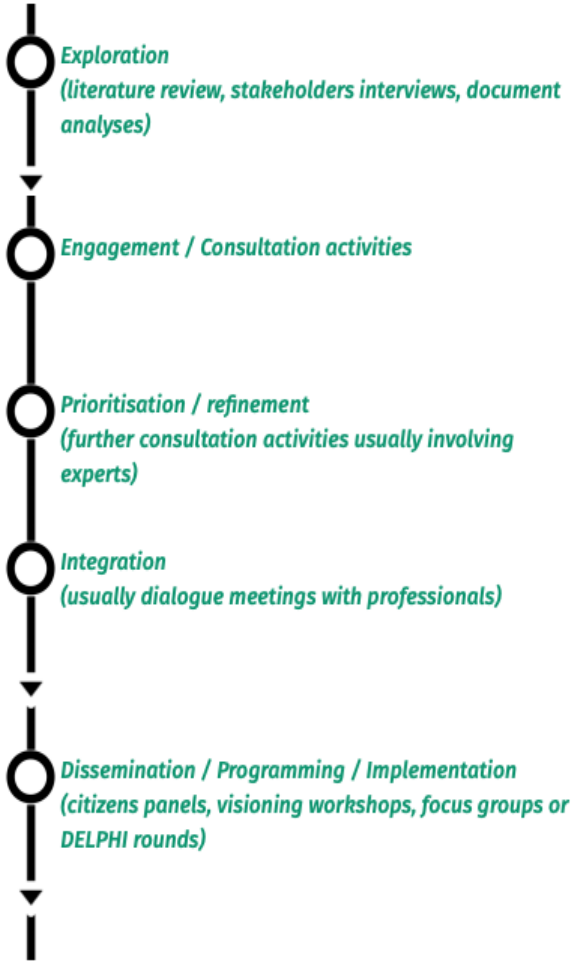 Exploration
(literature review, stakeholders interviews, document
analyses)
Engagement / Consultation activities
Prioritisation / refinement
(further consultation activities usually involving
experts)
Integration
(usually dialogue meetings with professionals)
Dissemination / Programming / Implementation
(citizens panels, visioning workshops, focus groups or
DELPHI rounds)